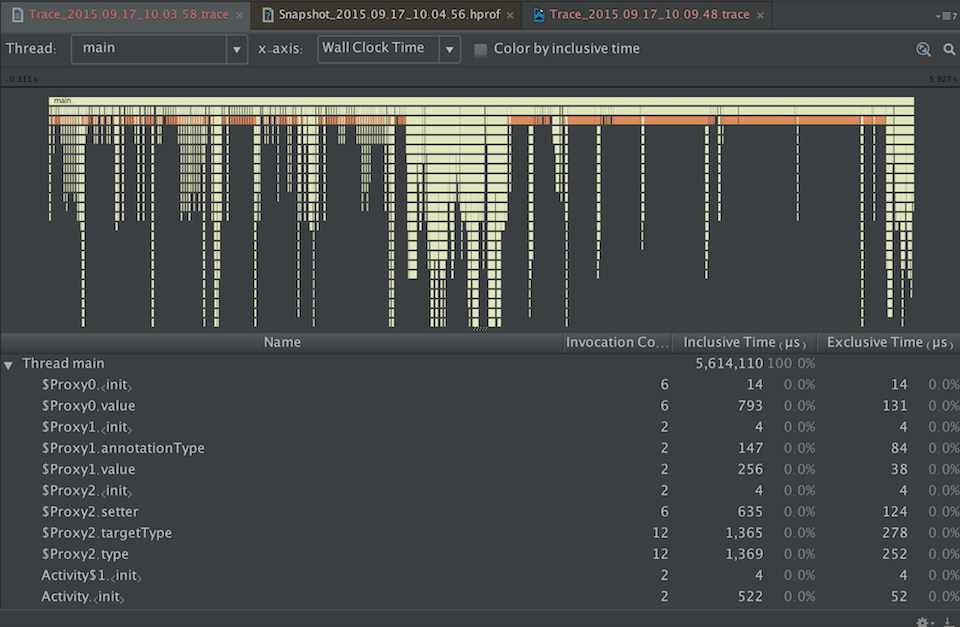 Trace_2015.09.17_10.03.58.trace Snapshot_2015.09.17_10.04.56.hprof Trace_2015.09.17_10.09.48.trace 7
Thread: main x-axis: Wall Clock Time Color by inclusive time
0.311 s 5.927 s
main.
Name Invocation Co... Inclusive Time (µs) Exclusive Time (µs)
Thread main 5,614,110 100.0%
$Proxy0.<init> 6 14 0.0% 14 0.0%
$Proxy0.value 6 793 0.0% 131 0.0%
$Proxy1.<init> 2 4 0.0% 4 0.0%
$Proxy1.annotationType 2 147 0.0% 84 0.0%
$Proxy1.value 2 256 0.0% 38 0.0%
$Proxy2.<init> 2 4 0.0% 4 0.0%
$Proxy2.setter 6 635 0.0% 124 0.0%
$Proxy2.targetType 12 1,365 0.0% 278 0.0%
$Proxy2.type 12 1,369 0.0% 252 0.0%
Activity$1.<init> 2 4 0.0% 4 0.0%
Activity.<init> 2 522 0.0% 52 0.0%